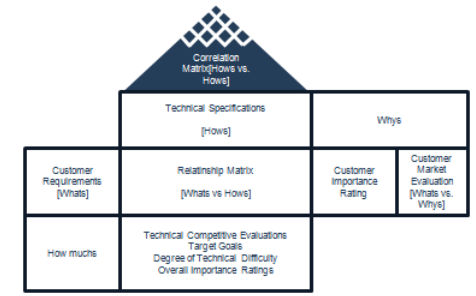 Correlation
Matrix[Hows vs.
Hows]
Technical Specifications
[Hows]
Whys
Customer
Requirements
[Whats]
Relatinship Matrix
[Whats vs Hows]
Customer
Importance
Rating
Customer
Market
Evaluation
[Whats vs.
Whys]
How muchs
Technical Competitive Evaluations
Target Goals
Degree of Technical Difficulty
Overall Importance Ratings